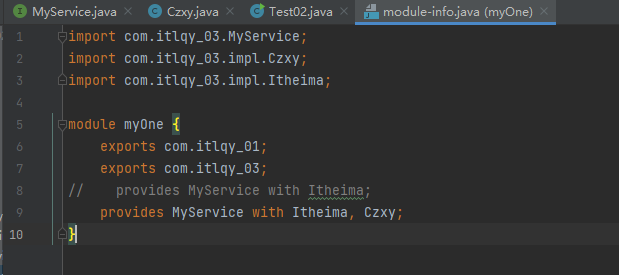 MyService.java × Czxy.java × Test02.java × module-info.java (myOne) ×
1 import com.itlqy_03.MyService;
2 import com.itlqy_03.impl.Czxy;
3 import com.itlqy_03.impl.Itheima;
4
5 module myOne {
6 exports com.itlqy_01;
7 exports com.itlqy_03;
8 // provides MyService with Itheima;
9 provides MyService with Itheima, Czxy;
10 }